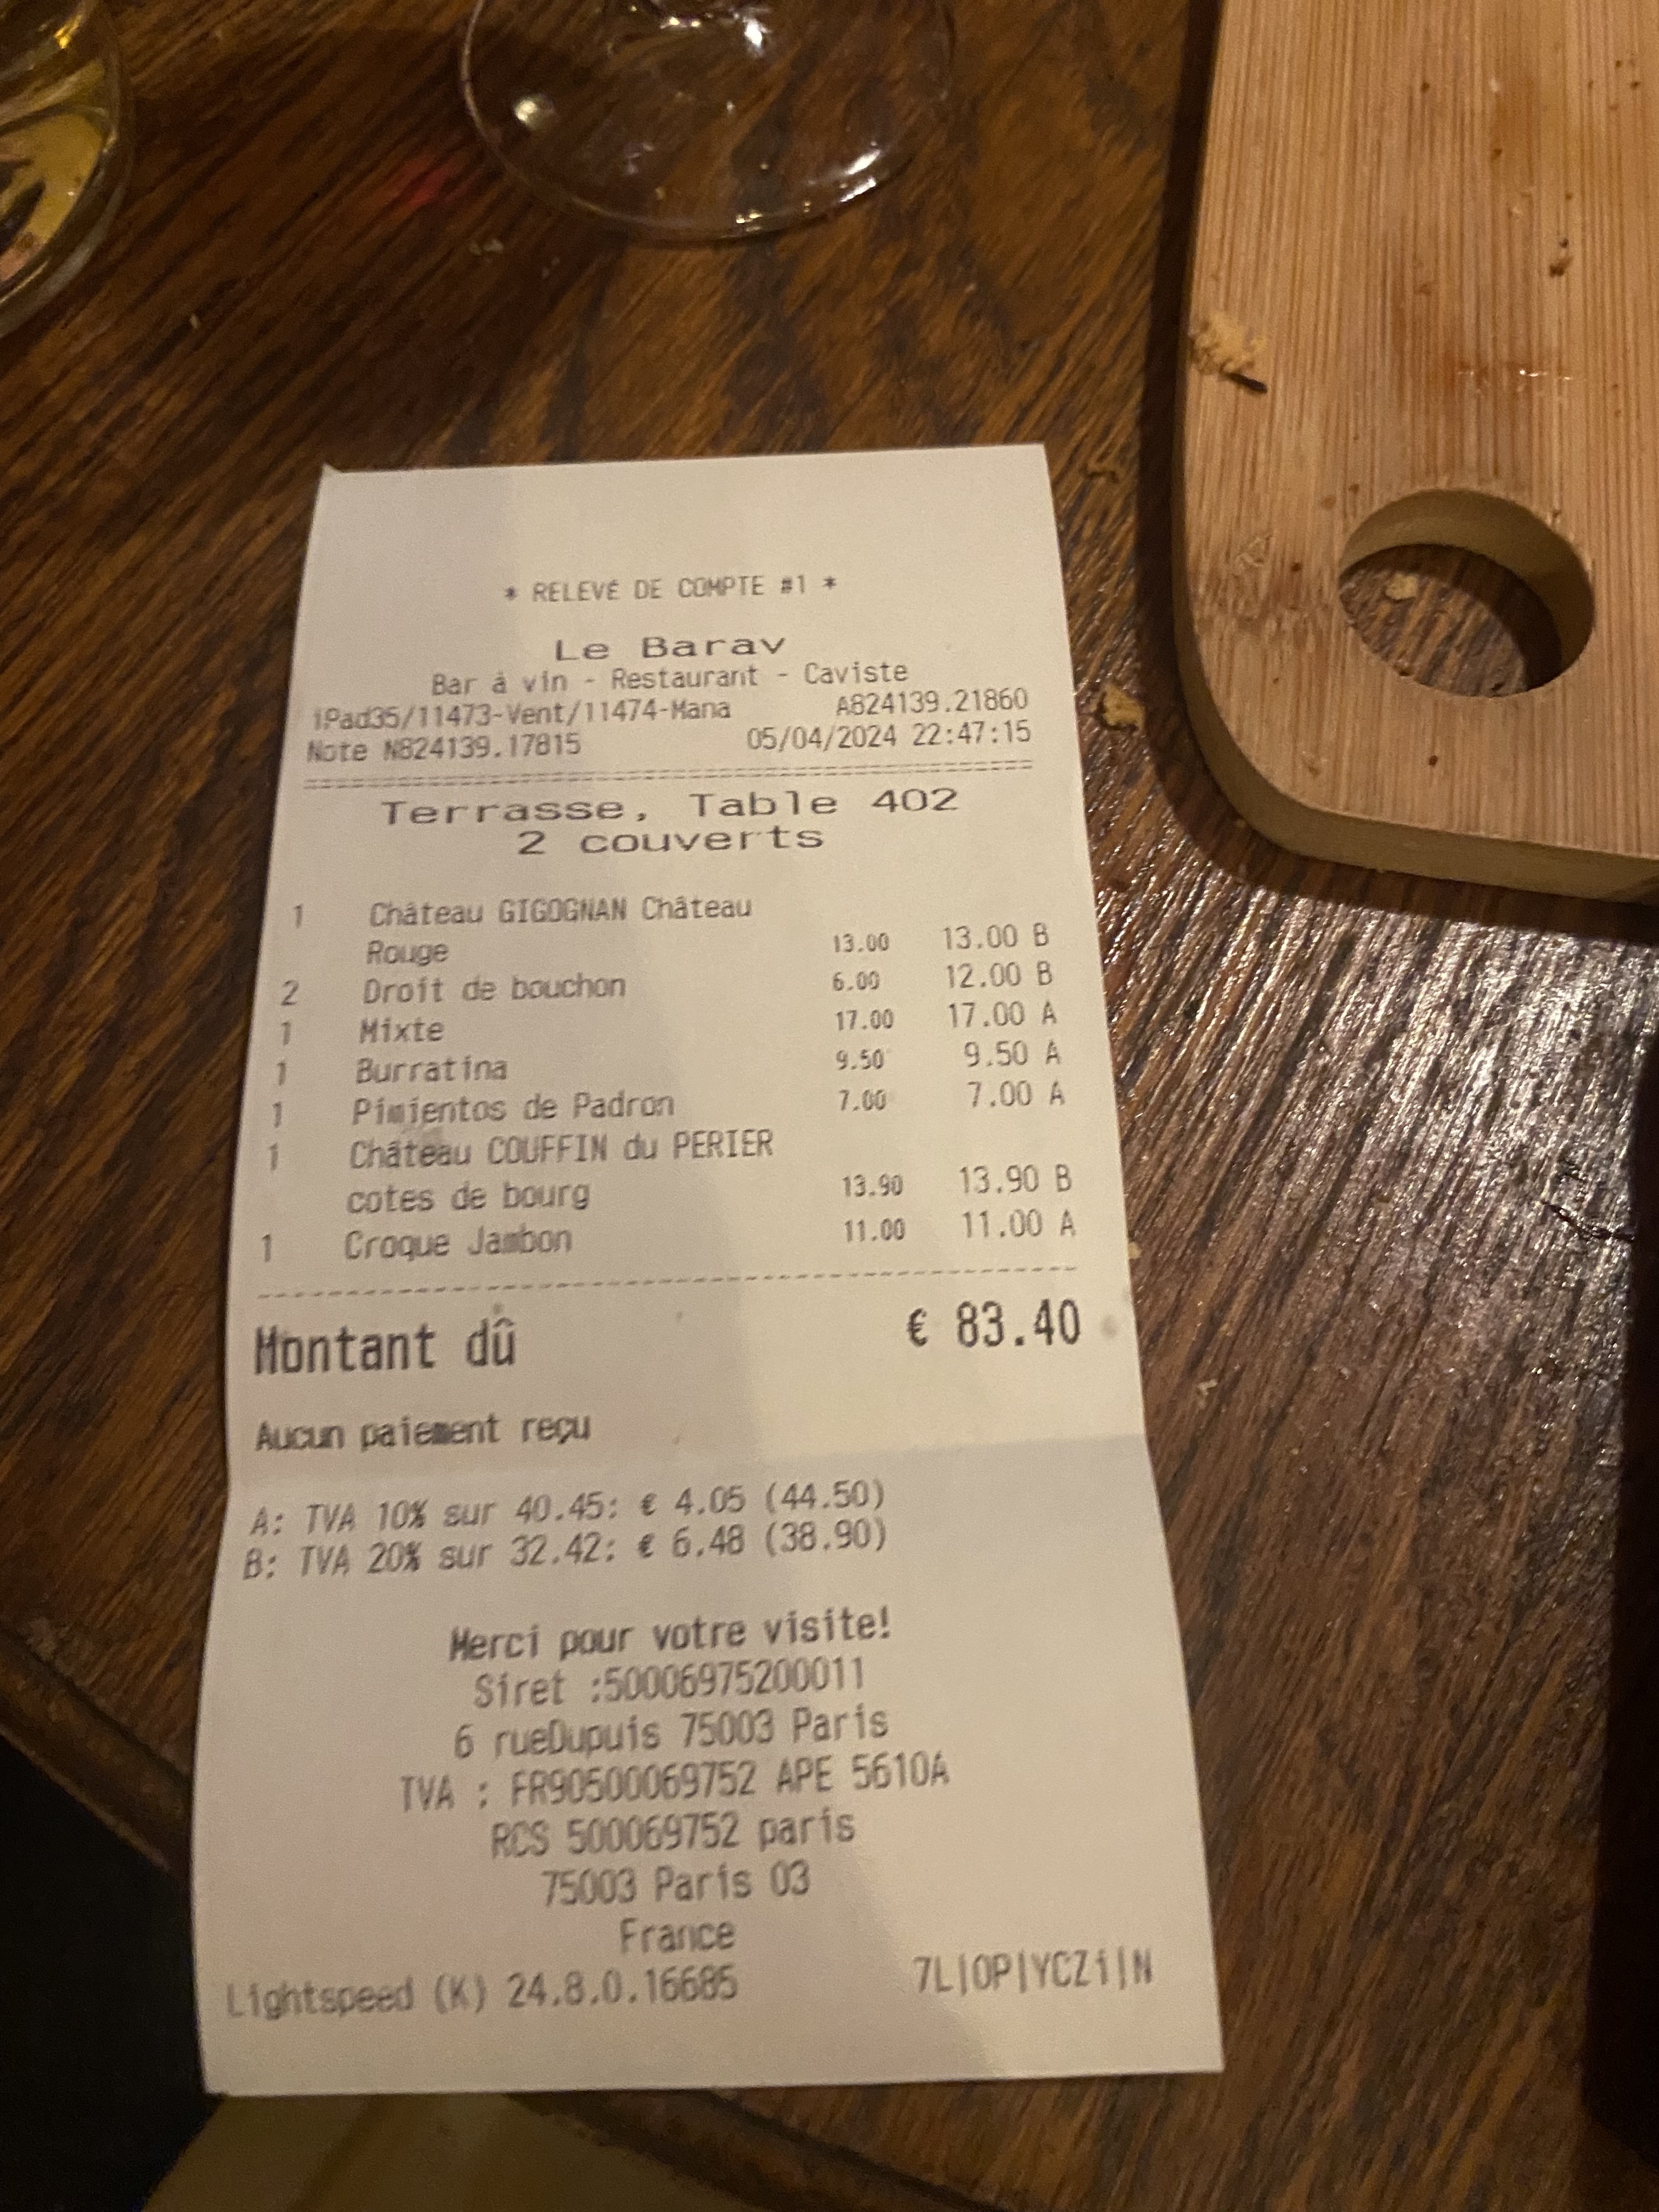 * RELEVÉ DE COMPTE #1 *
Le Barav
Bar à vin - Restaurant - Caviste
iPad35/11473-Vent/11474-Mana A824139.21860
Note N824139.17815 05/04/2024 22:47:15
Terrasse, Table 402
2 couverts
1 Château GIGOGNAN Château
Rouge 13.00 13.00 B
2 Droit de bouchon 6.00 12.00 B
1 Mixte 17.00 17.00 A
1 Burratina 9.50 9.50 A
1 Pimientos de Padron 7.00 7.00 A
1 Château COUFFIN du PERIER
cotes de bourg 13.90 13.90 B
1 Croque Jambon 11.00 11.00 A
Montant dû € 83.40
Aucun paiement reçu
A: TVA 10% sur 40.45: € 4.05 (44.50)
B: TVA 20% sur 32.42: € 6.48 (38.90)
Merci pour votre visite!
Siret :50006975200011
6 rueDupuis 75003 Paris
TVA : FR90500069752 APE 5610A
RCS 500069752 paris
75003 Paris 03
France
Lightspeed (K) 24.8.0.16685 7L|OP|YCZi|N